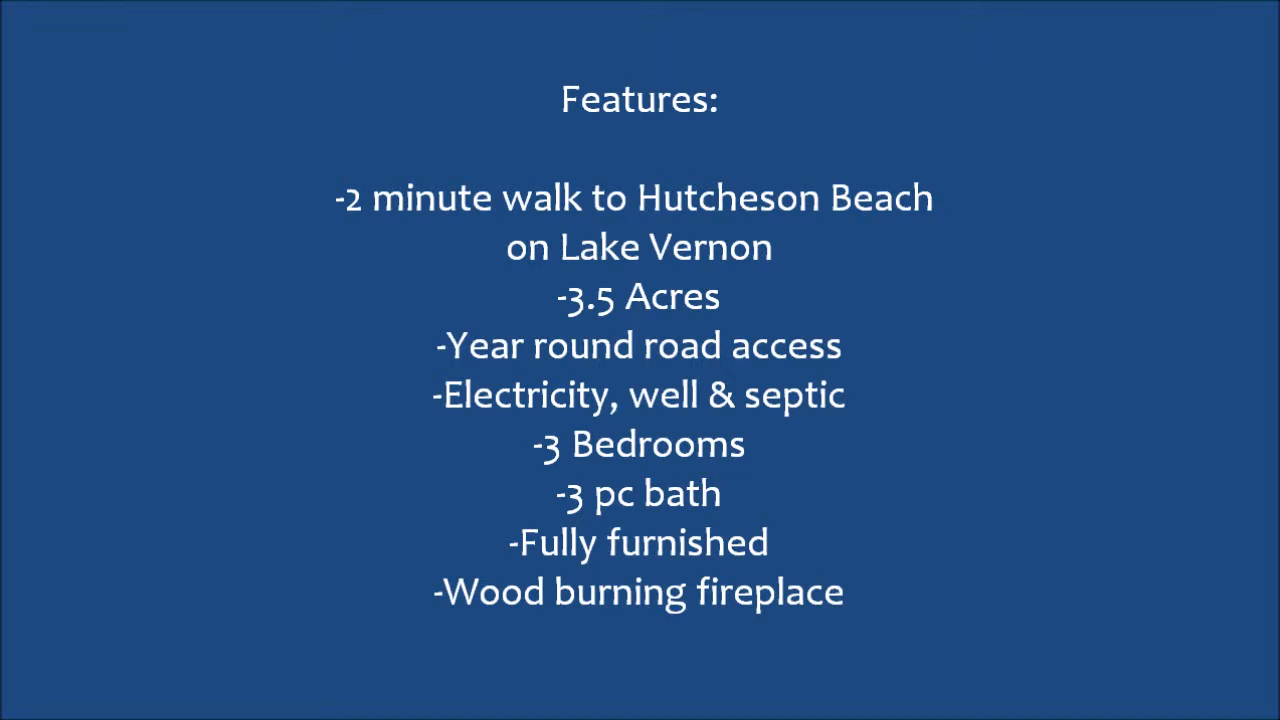 Features:
-2 minute walk to Hutcheson Beach
on Lake Vernon
-3.5 Acres
-Year round road access
-Electricity, well & septic
-3 Bedrooms
-3 pc bath
-Fully furnished
-Wood burning fireplace